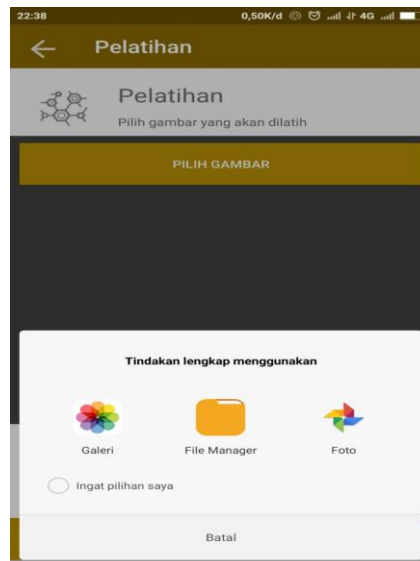 22:38 0,50K/d 4G
Pelatihan
Pelatihan
Pilih gambar yang akan dilatih
PILIH GAMBAR
Tindakan lengkap menggunakan
Galeri File Manager Foto
Ingat pilihan saya
Batal